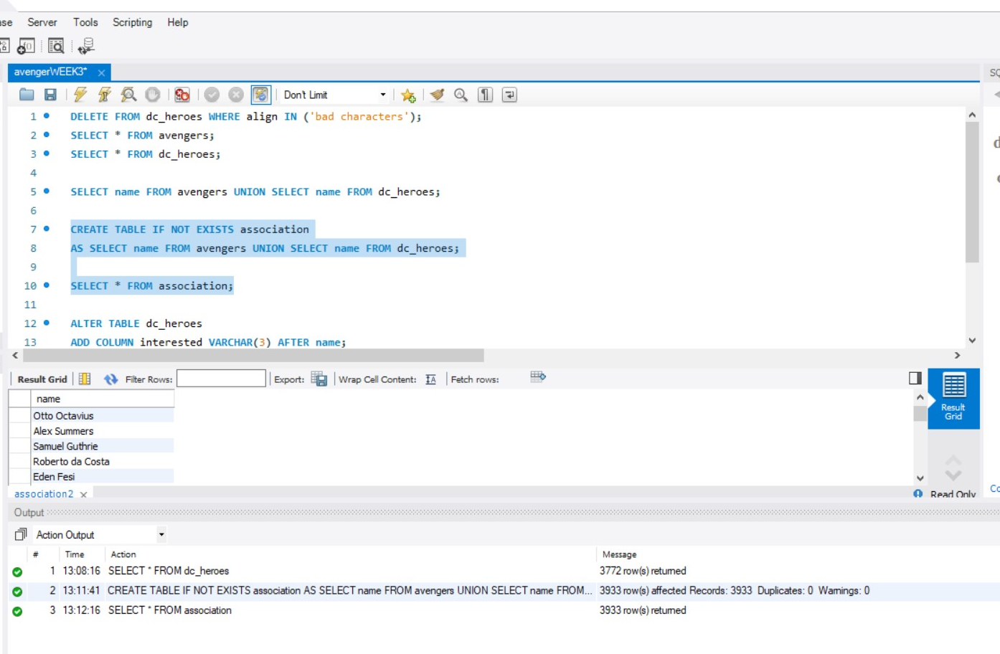 Server Tools Scripting Help
avengerWEEK3*
Don't Limit
1 DELETE FROM dc_heroes WHERE align IN ('bad characters');
2 SELECT * FROM avengers;
3 SELECT * FROM dc_heroes;
4
5 SELECT name FROM avengers UNION SELECT name FROM dc_heroes;
6
7 CREATE TABLE IF NOT EXISTS association
8 AS SELECT name FROM avengers UNION SELECT name FROM dc_heroes;
9
10 SELECT * FROM association;
11
12 ALTER TABLE dc_heroes
13 ADD COLUMN interested VARCHAR(3) AFTER name;
Result Grid Filter Rows: Export: Wrap Cell Content: Fetch rows:
name
Otto Octavius
Alex Summers
Samuel Guthrie
Roberto da Costa
Eden Fesi
Result
Grid
association2 Read Only
Output
Action Output
# Time Action Message
1 13:08:16 SELECT * FROM dc_heroes 3772 row(s) returned
2 13:11:41 CREATE TABLE IF NOT EXISTS association AS SELECT name FROM avengers UNION SELECT name FROM... 3933 row(s) affected Records: 3933 Duplicates: 0 Warnings: 0
3 13:12:16 SELECT * FROM association 3933 row(s) returned